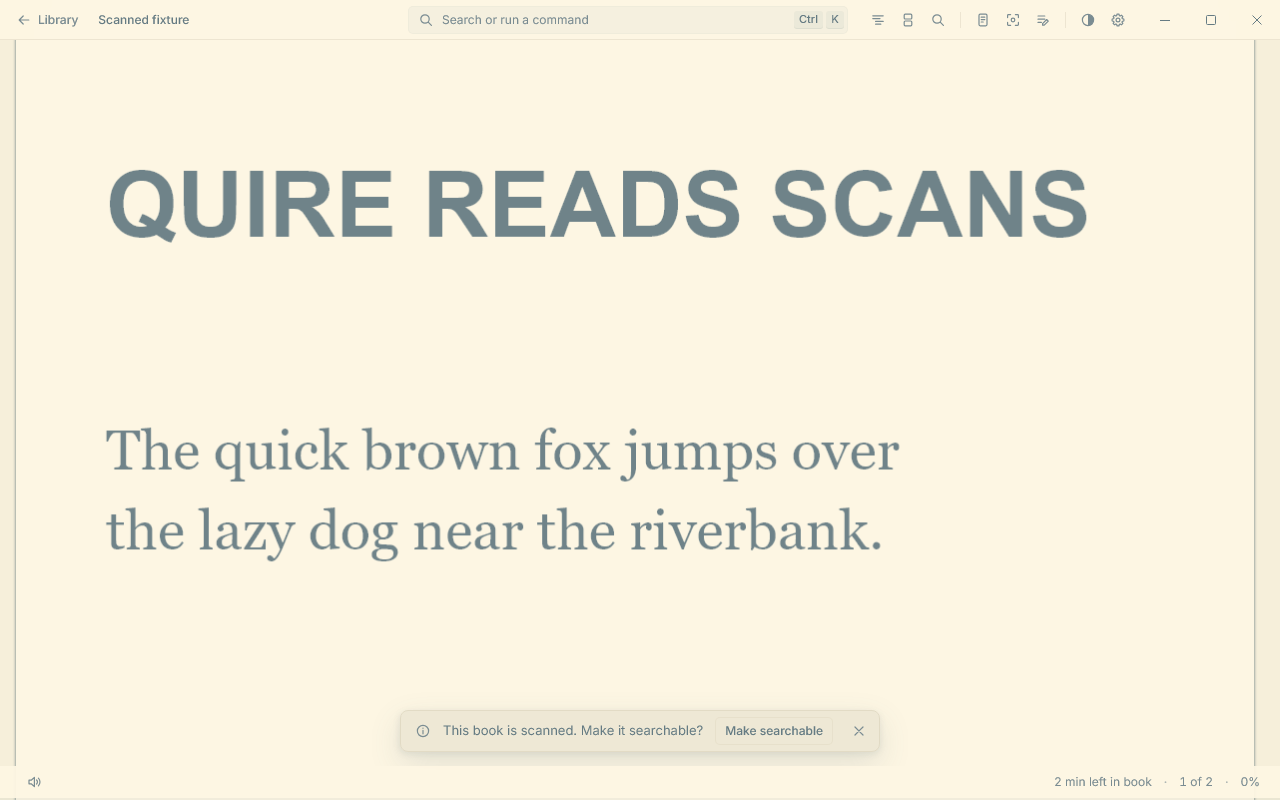 Library Scanned fixture Search or run a command Ctrl K
QUIRE READS SCANS
The quick brown fox jumps over
the lazy dog near the riverbank.
This book is scanned. Make it searchable? Make searchable
2 min left in book · 1 of 2 · 0%